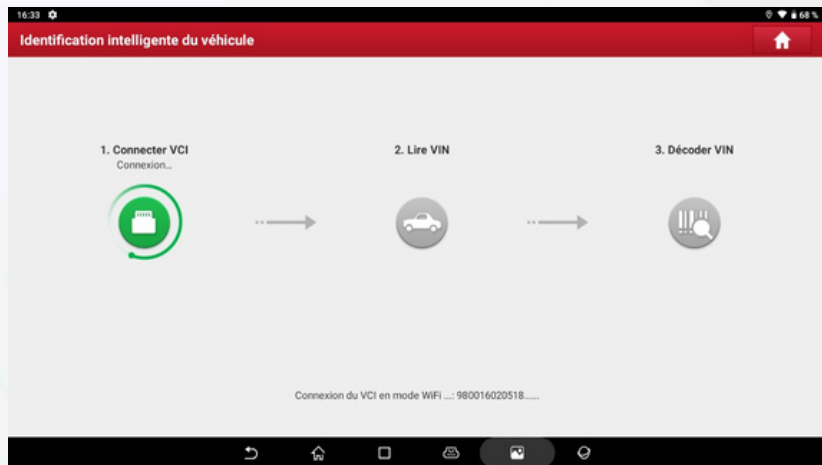 16:33
68 %
Identification intelligente du véhicule
1. Connecter VCI
Connexion...
2. Lire VIN
3. Décoder VIN
Connexion du VCI en mode WiFi ...: 980016020518......